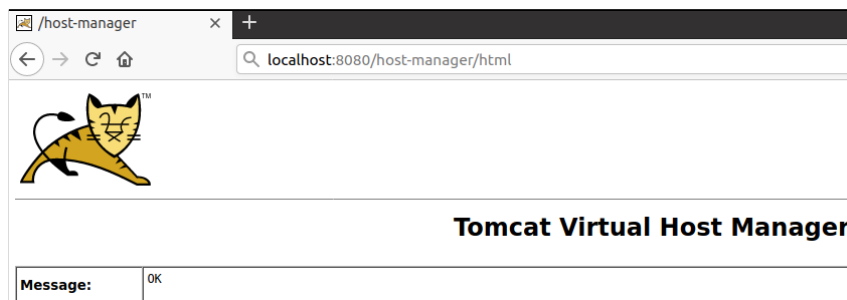 /host-manager
localhost:8080/host-manager/html
TM
Tomcat Virtual Host Manager
Message: OK